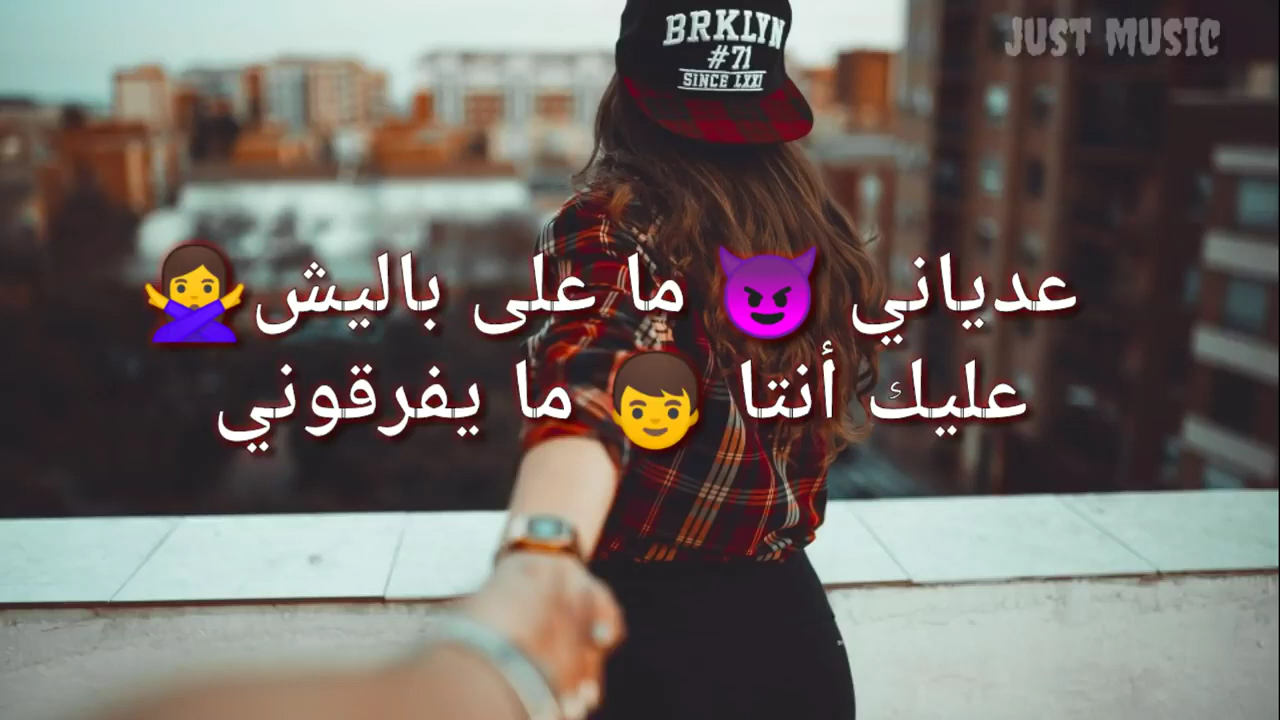 JUST MUSIC
BRKLYN
#71
SINCE LXXI
عدياني 😈 ما على باليش🙅‍♀️
عليك أنتا 👦 ما يفرقوني